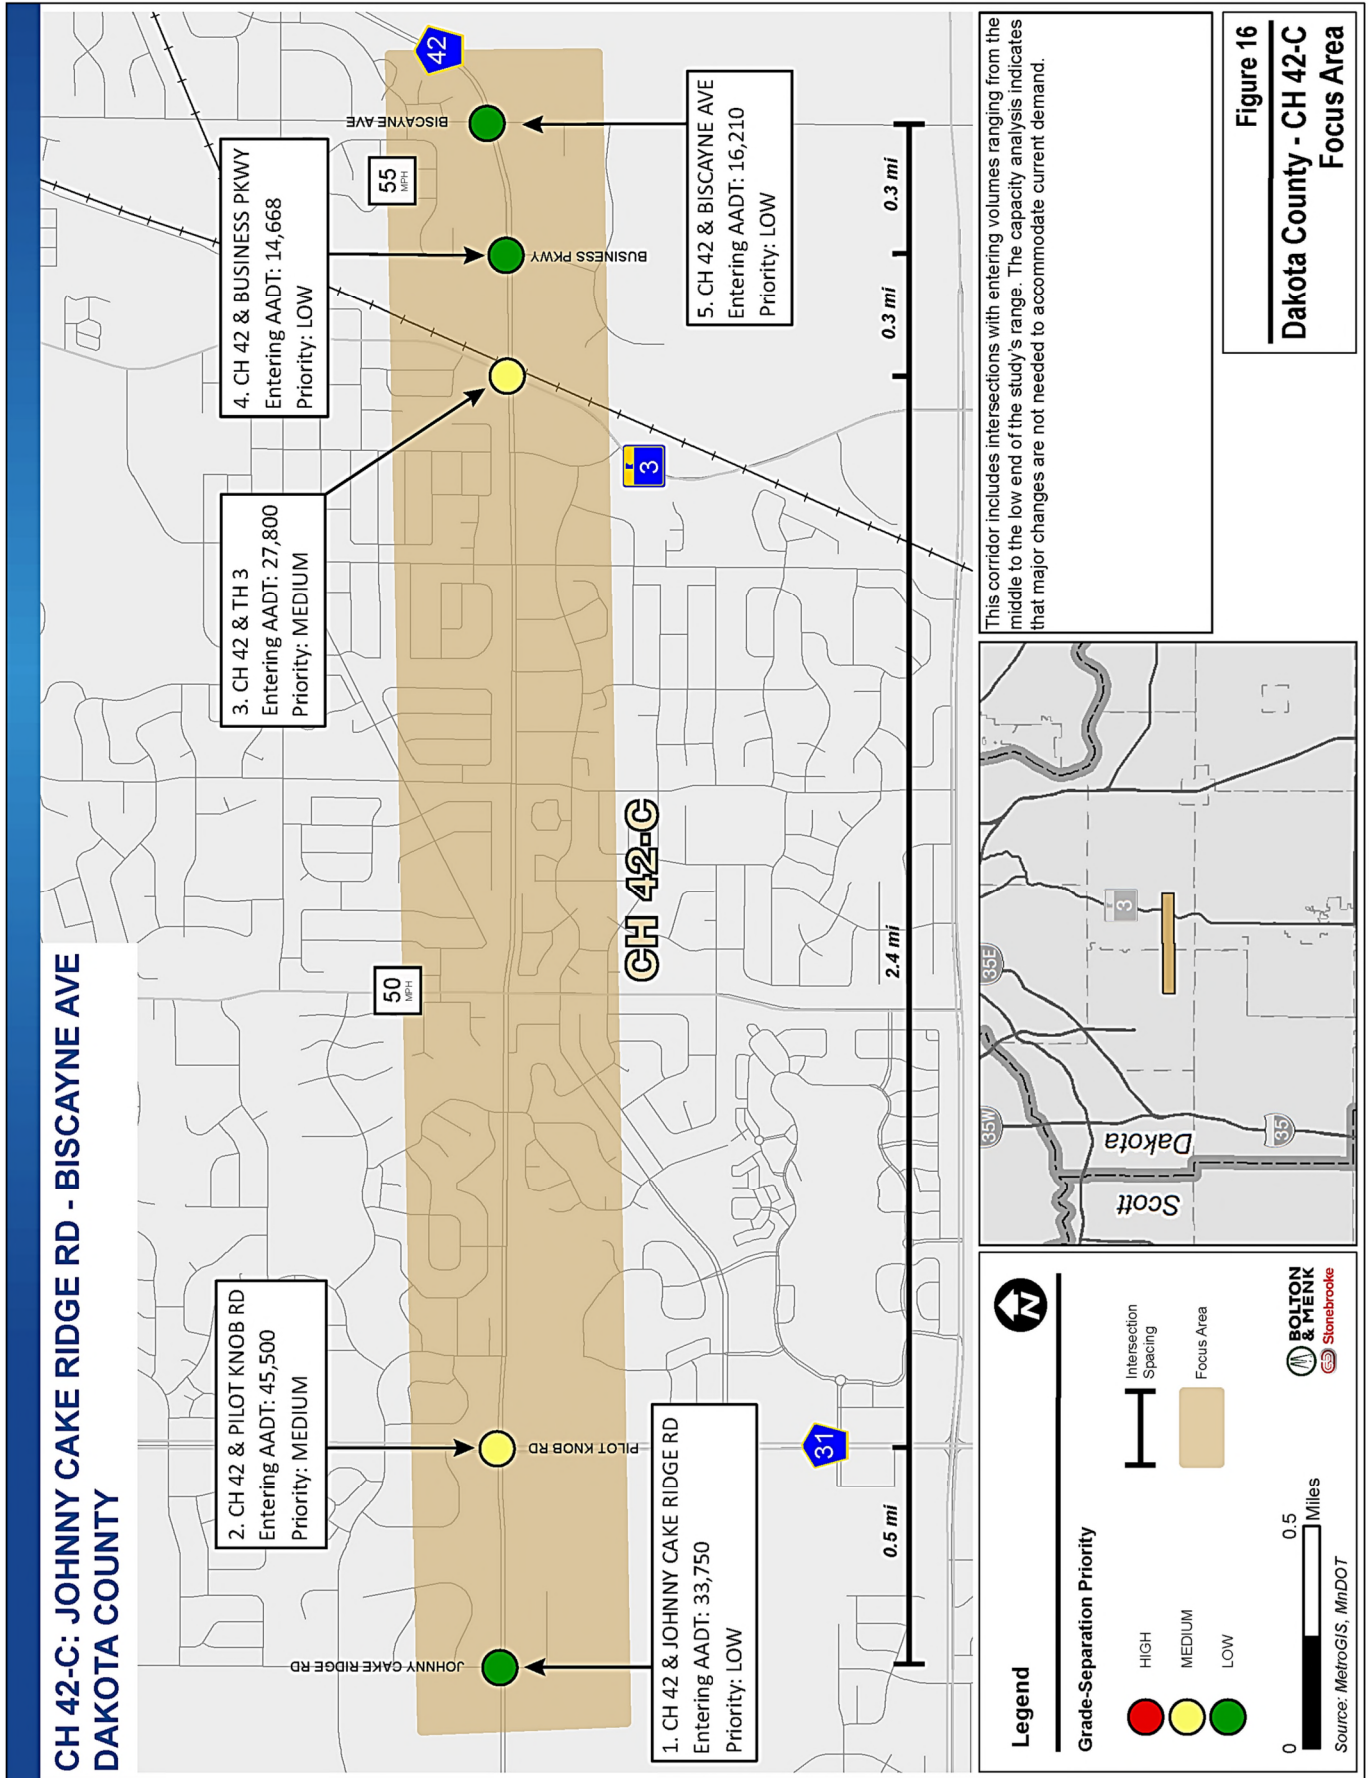 CH 42-C: JOHNNY CAKE RIDGE RD - BISCAYNE AVE
DAKOTA COUNTY
2. CH 42 & PILOT KNOB RD
Entering AADT: 45,500
Priority: MEDIUM
3. CH 42 & TH 3
Entering AADT: 27,800
Priority: MEDIUM
4. CH 42 & BUSINESS PKWY
Entering AADT: 14,668
Priority: LOW
50
MPH
55
MPH
42
JOHNNY CAKE RIDGE RD
PILOT KNOB RD
BUSINESS PKWY
BISCAYNE AVE
CH 42-C
3
31
1. CH 42 & JOHNNY CAKE RIDGE RD
Entering AADT: 33,750
Priority: LOW
5. CH 42 & BISCAYNE AVE
Entering AADT: 16,210
Priority: LOW
0.5 mi
2.4 mi
0.3 mi
0.3 mi
Legend
Grade-Separation Priority
HIGH
MEDIUM
LOW
N
Intersection
Spacing
Focus Area
0
0.5
Miles
Source: MetroGIS, MnDOT
BOLTON
& MENK
Stonebrooke
35W
35E
3
35
Scott
Dakota
This corridor includes intersections with entering volumes ranging from the
middle to the low end of the study's range. The capacity analysis indicates
that major changes are not needed to accommodate current demand.
Figure 16
Dakota County - CH 42-C
Focus Area